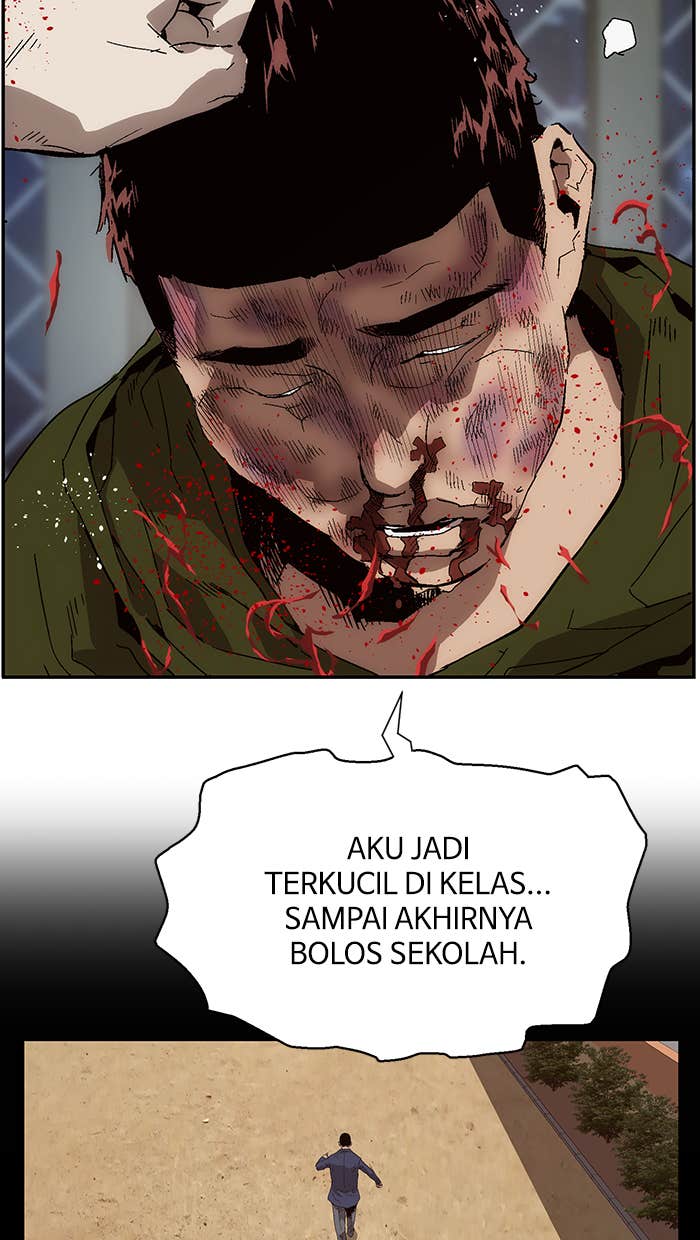 AKU JADI
TERKUCIL DI KELAS...
SAMPAI AKHIRNYA
BOLOS SEKOLAH.